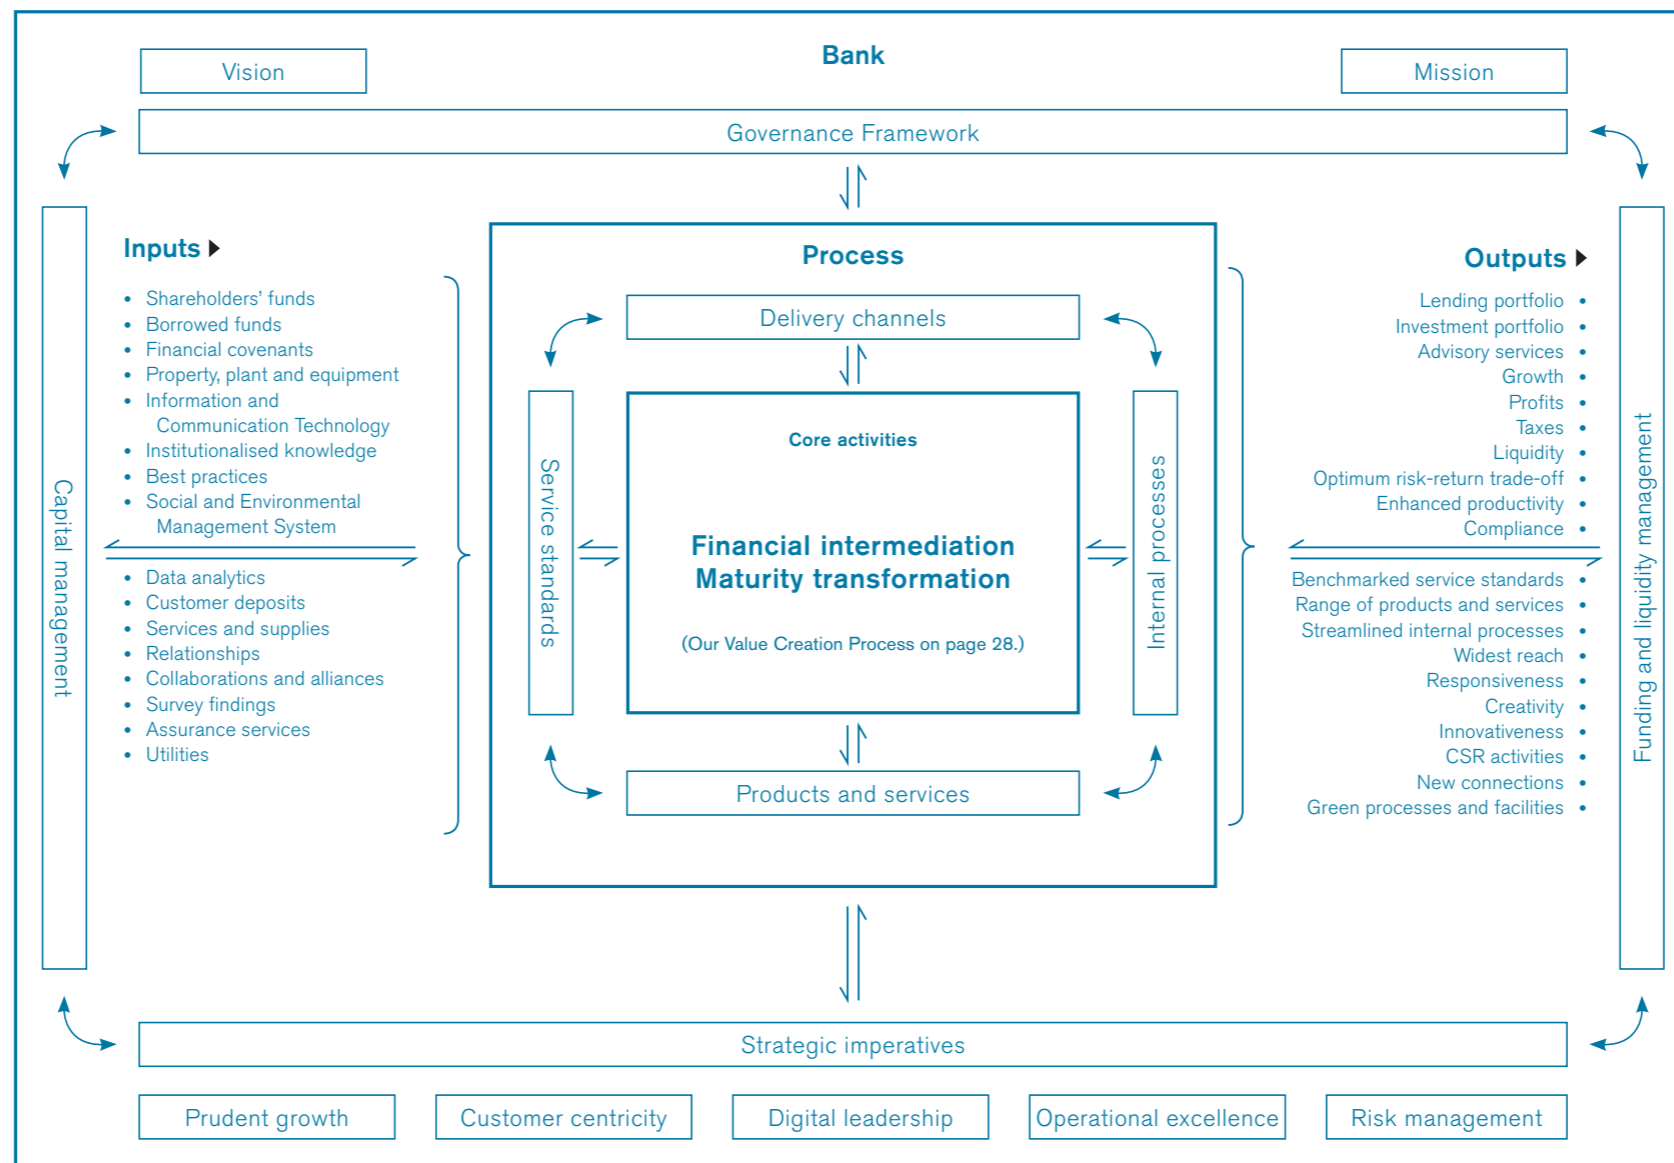 Bank
Vision
Mission
Governance Framework
Capital management
Inputs
• Shareholders’ funds
• Borrowed funds
• Financial covenants
• Property, plant and equipment
• Information and
Communication Technology
• Institutionalised knowledge
• Best practices
• Social and Environmental
Management System
• Data analytics
• Customer deposits
• Services and supplies
• Relationships
• Collaborations and alliances
• Survey findings
• Assurance services
• Utilities
Process
Delivery channels
Service standards
Core activities
Financial intermediation
Maturity transformation
(Our Value Creation Process on page 28.)
Internal processes
Products and services
Outputs
Lending portfolio •
Investment portfolio •
Advisory services •
Growth •
Profits •
Taxes •
Liquidity •
Optimum risk-return trade-off •
Enhanced productivity •
Compliance •
Benchmarked service standards •
Range of products and services •
Streamlined internal processes •
Widest reach •
Responsiveness •
Creativity •
Innovativeness •
CSR activities •
New connections •
Green processes and facilities •
Funding and liquidity management
Strategic imperatives
Prudent growth
Customer centricity
Digital leadership
Operational excellence
Risk management